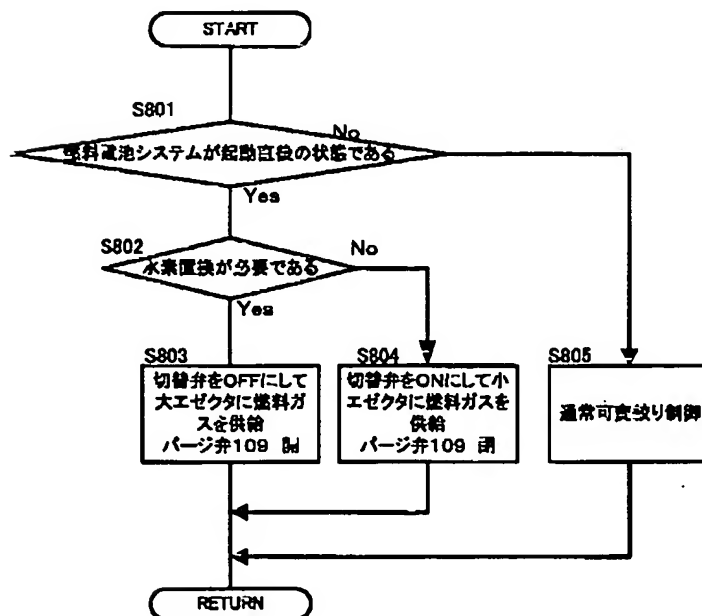 START
S801
No
燃料電池システムが起動直後の状態である
Yes
S802
No
水素置換が必要である
Yes
S803
切替弁をOFFにして
大エゼクタに燃料ガ
スを供給
パージ弁109 開
S804
切替弁をONにして小
エゼクタに燃料ガスを
供給
パージ弁109 閉
S805
通常可変絞り制御
RETURN